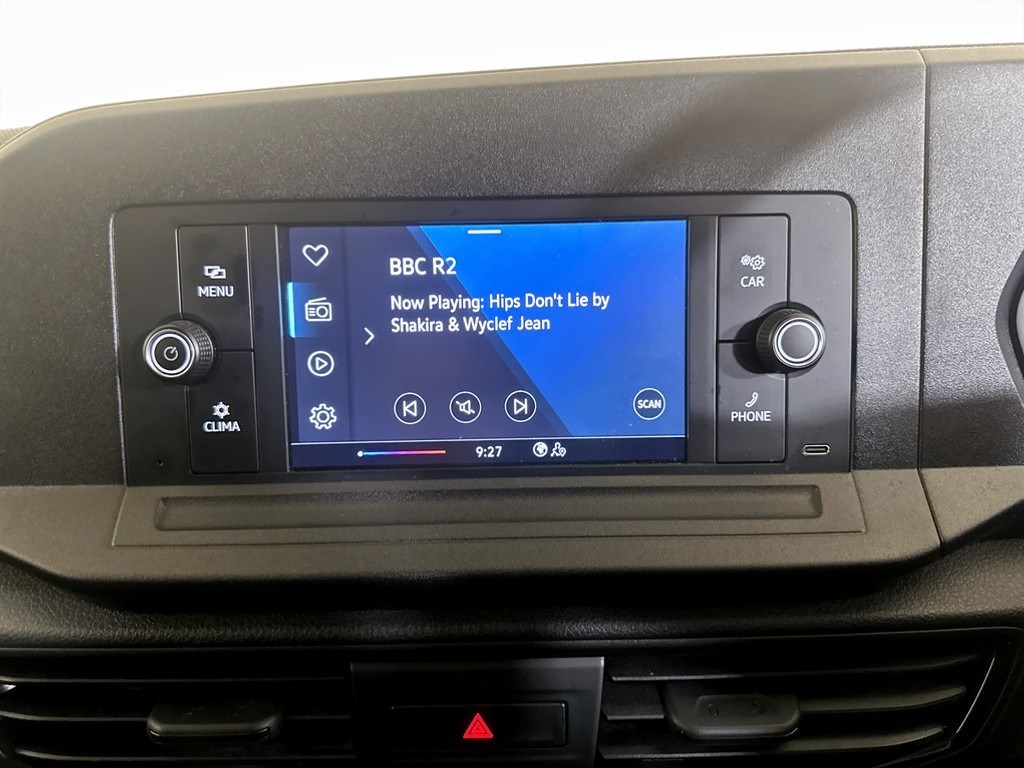 MENU
CLIMA
BBC R2
Now Playing: Hips Don't Lie by
Shakira & Wyclef Jean
SCAN
9:27
CAR
PHONE